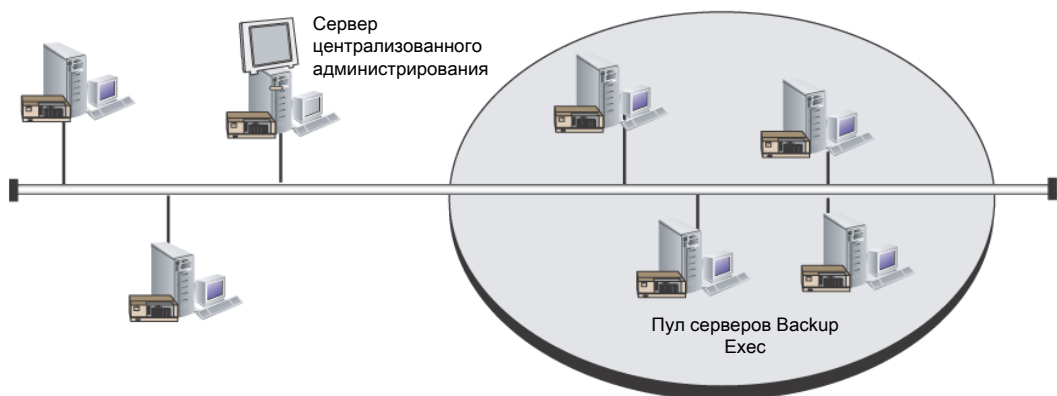 Сервер
централизованного
администрирования
Пул серверов Backup
Exec